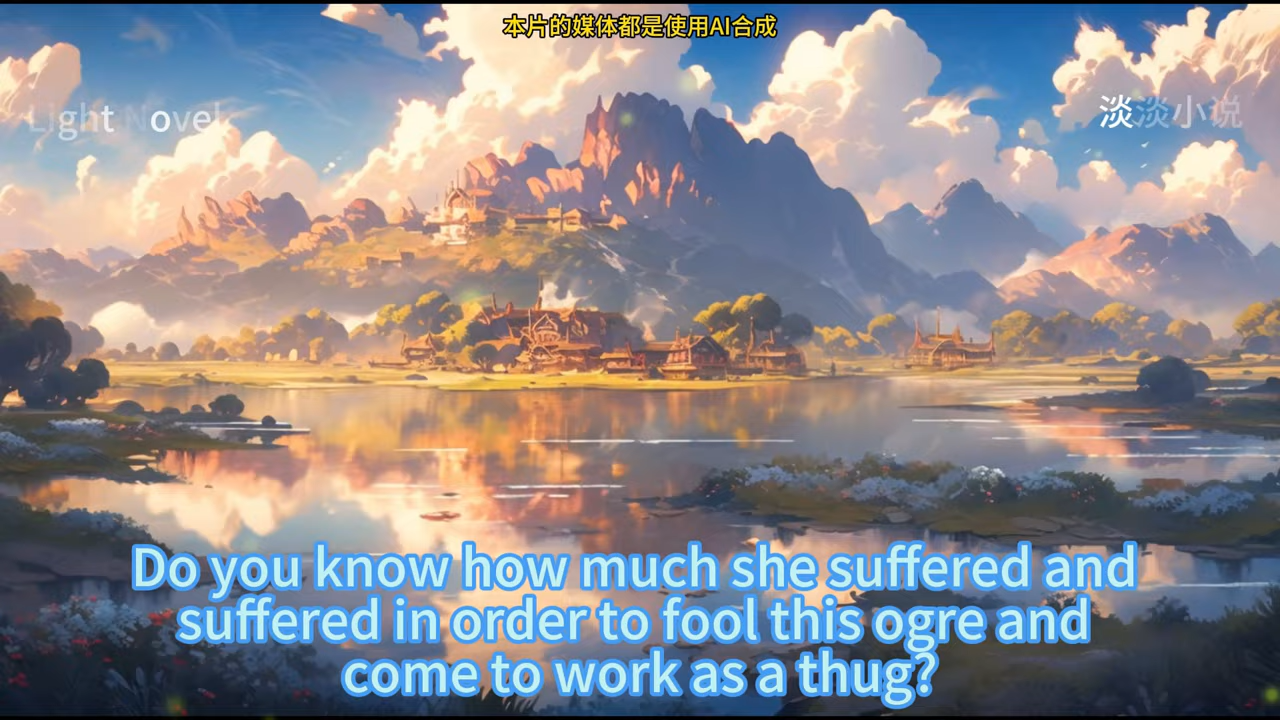 本片的媒体都是使用AI合成
Light Novel
淡淡小说
Do you know how much she suffered and
suffered in order to fool this ogre and
come to work as a thug?